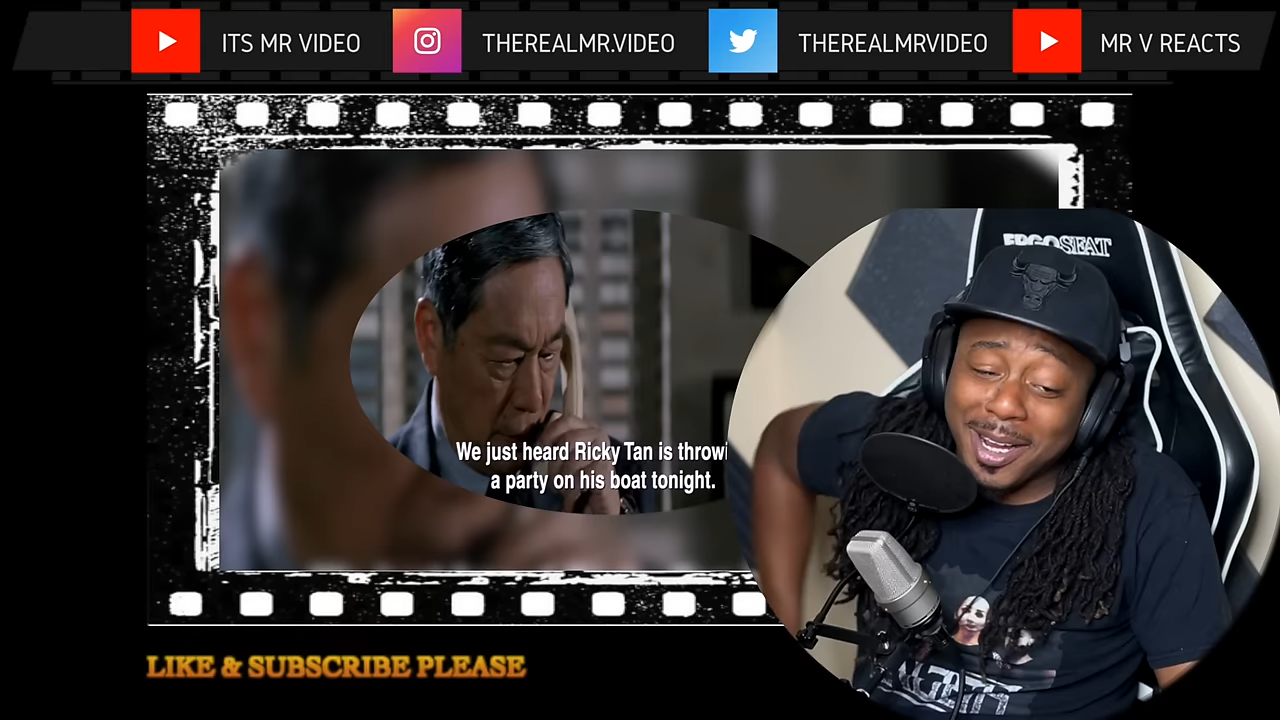 ITS MR VIDEO
THEREALMR.VIDEO
THEREALMRVIDEO
MR V REACTS
ERGOSEAT
We just heard Ricky Tan is throwi
a party on his boat tonight.
LIKE & SUBSCRIBE PLEASE